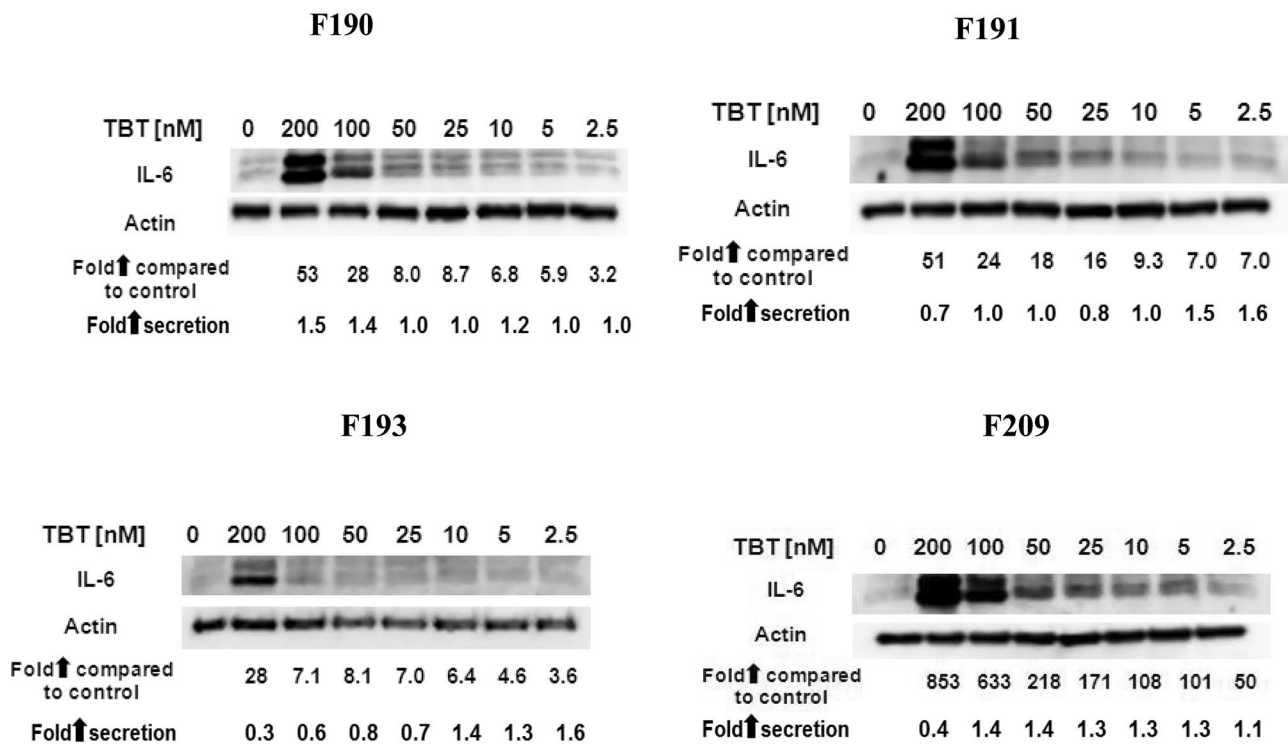 F190
TBT [nM] 0 200 100 50 25 10 5 2.5
IL-6
Actin
Fold⬆compared
to control 53 28 8.0 8.7 6.8 5.9 3.2
Fold⬆secretion 1.5 1.4 1.0 1.0 1.2 1.0 1.0
F191
TBT [nM] 0 200 100 50 25 10 5 2.5
IL-6
Actin
Fold⬆compared
to control 51 24 18 16 9.3 7.0 7.0
Fold⬆secretion 0.7 1.0 1.0 0.8 1.0 1.5 1.6
F193
TBT [nM] 0 200 100 50 25 10 5 2.5
IL-6
Actin
Fold⬆compared
to control 28 7.1 8.1 7.0 6.4 4.6 3.6
Fold⬆secretion 0.3 0.6 0.8 0.7 1.4 1.3 1.6
F209
TBT [nM] 0 200 100 50 25 10 5 2.5
IL-6
Actin
Fold⬆compared
to control 853 633 218 171 108 101 50
Fold⬆secretion 0.4 1.4 1.4 1.3 1.3 1.3 1.1